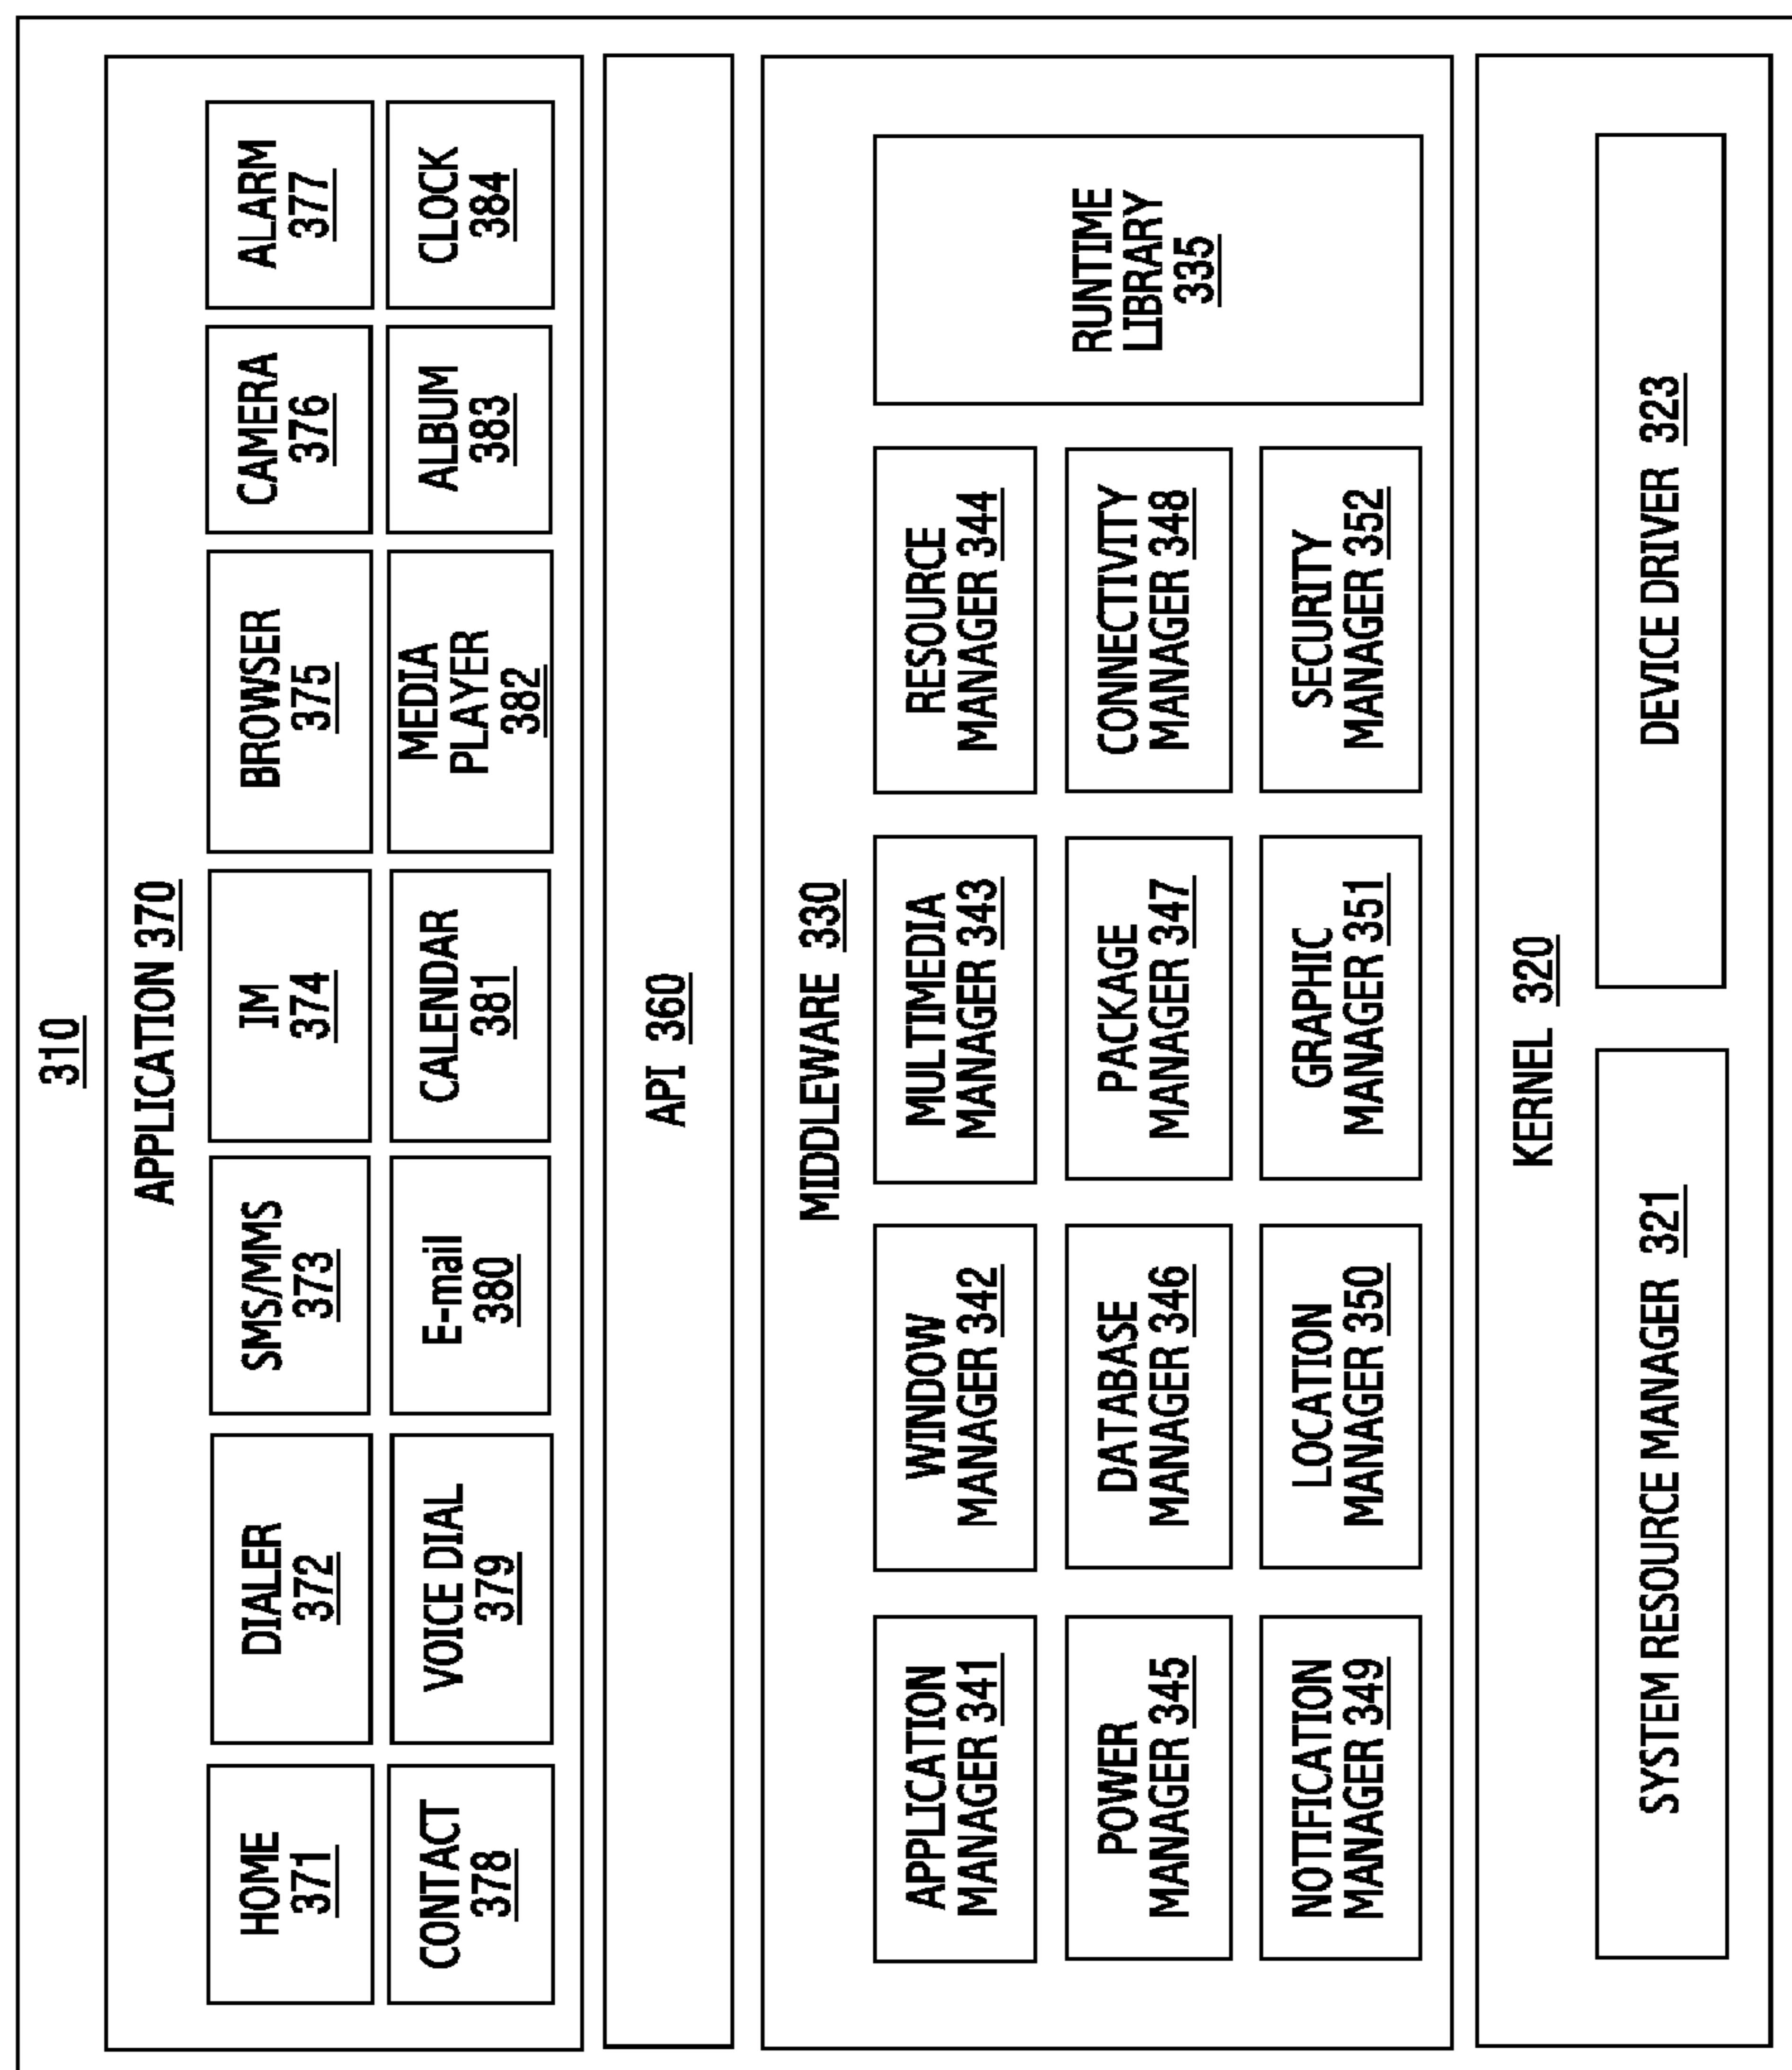 310
APPLICATION 370
HOME
371
DIALER
372
SMS/MMS
373
IM
374
BROWSER
375
CAMERA
376
ALARM
377
CONTACT
378
VOICE DIAL
379
E-mail
380
CALENDAR
381
MEDIA
PLAYER
382
ALBUM
383
CLOCK
384
API 360
MIDDLEWARE 330
APPLICATION
MANAGER 341
WINDOW
MANAGER 342
MULTIMEDIA
MANAGER 343
RESOURCE
MANAGER 344
POWER
MANAGER 345
DATABASE
MANAGER 346
PACKAGE
MANAGER 347
CONNECTIVITY
MANAGER 348
NOTIFICATION
MANAGER 349
LOCATION
MANAGER 350
GRAPHIC
MANAGER 351
SECURITY
MANAGER 352
RUNTIME
LIBRARY
335
KERNEL 320
SYSTEM RESOURCE MANAGER 321
DEVICE DRIVER 323